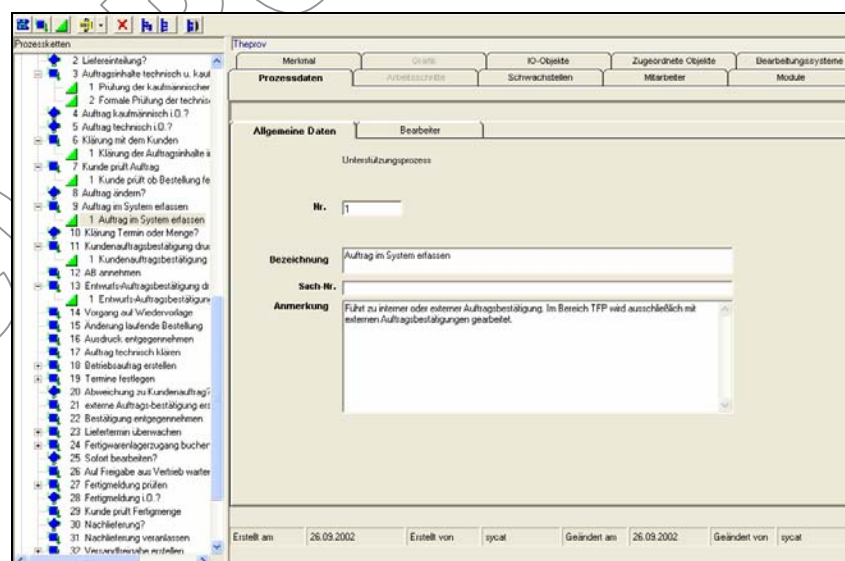 Prozessketten
2 Liefereinteilung?
3 Auftragsinhalte technisch u. kauf
1 Prüfung der kaufmännischer
2 Formale Prüfung der technis
4 Auftrag kaufmännisch i.O.?
5 Auftrag technisch i.O.?
6 Klärung mit dem Kunden
1 Klärung der Auftragsinhalte i
7 Kunde prüft Auftrag
1 Kunde prüft ob Bestellung fe
8 Auftrag ändern?
9 Auftrag im System erfassen
1 Auftrag im System erfassen
10 Klärung Termin oder Menge?
11 Kundenauftragsbestätigung druc
1 Kundenauftragsbestätigung
12 AB annehmen
13 Entwurfs-Auftragsbestätigung dr
1 Entwurfs-Auftragsbestätigun
14 Vorgang auf Wiedervorlage
15 Änderung laufende Bestellung
16 Ausdruck entgegennehmen
17 Auftrag technisch klären
18 Betriebsauftrag erstellen
19 Termine festlegen
20 Abweichung zu Kundenauftrag?
21 externe Auftrags-bestätigung ers
22 Bestätigung entgegennehmen
23 Liefertermin überwachen
24 Fertigwarenlagerzugang bucher
25 Sofort bearbeiten?
26 Auf Freigabe aus Vertrieb warter
27 Fertigmeldung prüfen
28 Fertigmeldung i.O.?
29 Kunde prüft Fertigmenge
30 Nachlieferung?
31 Nachlieferung veranlassen
32 Versandfreigabe erstellen
Theprov
Merkmal Grafik IO-Objekte Zugeordnete Objekte Bearbeitungssysteme
Prozessdaten Arbeitsschritte Schwachstellen Mitarbeiter Module
Allgemeine Daten Bearbeiter
Unterstützungsprozess
Nr. 1
Bezeichnung Auftrag im System erfassen
Sach-Nr.
Anmerkung Führt zu interner oder externer Auftragsbestätigung. Im Bereich TFP wird ausschließlich mit
externen Auftragsbestätigungen gearbeitet.
Erstellt am 26.09.2002 Erstellt von sycat Geändert am 26.09.2002 Geändert von sycat